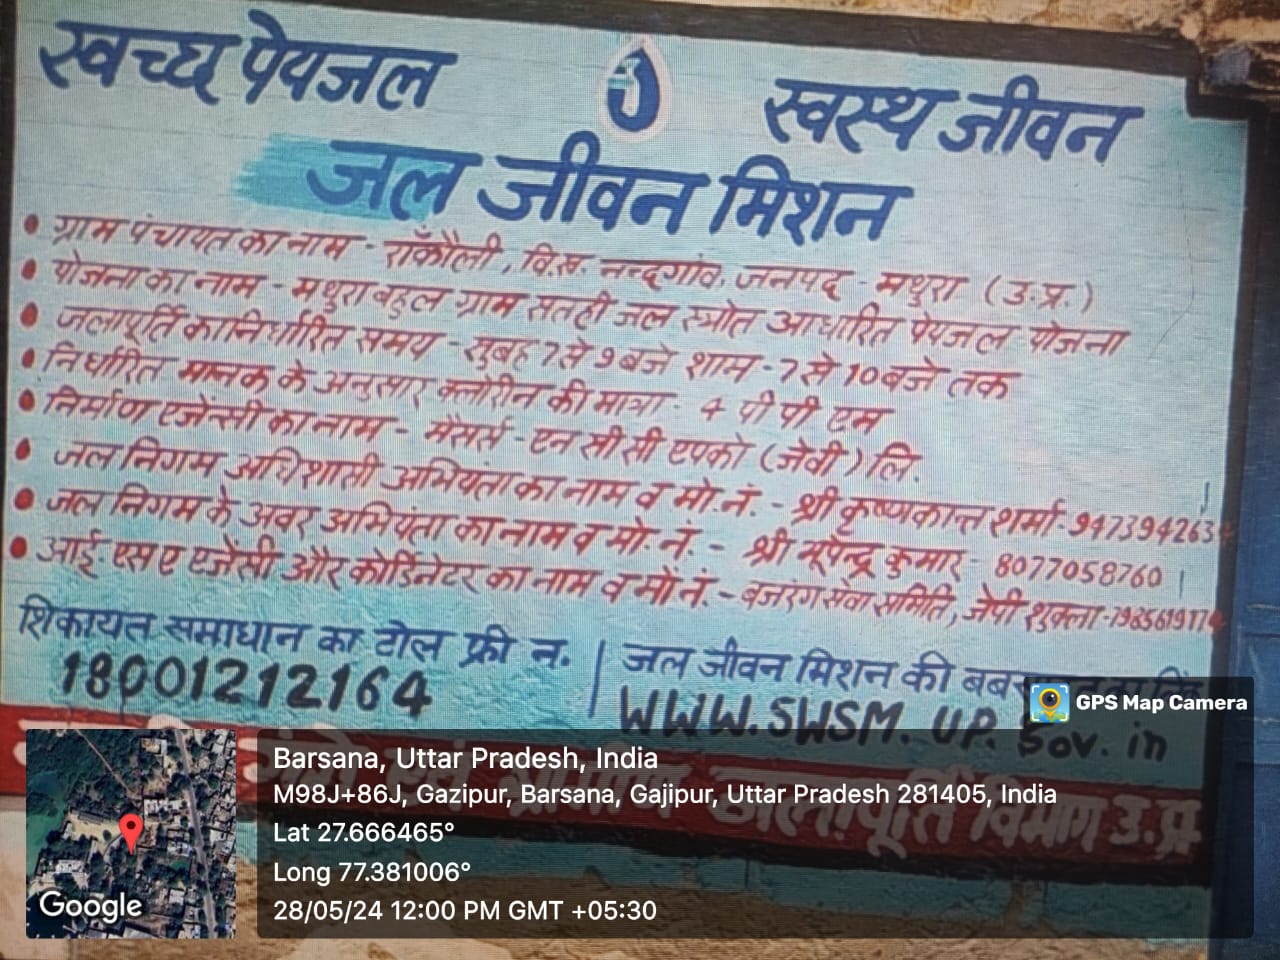 स्वच्छ पेयजल स्वस्थ जीवन
जल जीवन मिशन
• ग्राम पंचायत का नाम - राँकौली, वि.ख. नन्दगांव, जनपद - मथुरा (उ.प्र.)
• योजना का नाम - मथुरा बहुल ग्राम सतही जल स्त्रोत आधारित पेयजल योजना
• जलापूर्ति का निर्धारित समय - सुबह 7 से 9 बजे शाम - 7 से 10 बजे तक
• निर्धारित मानक के अनुसार क्लोरीन की मात्रा - 4 पी पी एम
• निर्माण एजेंन्सी का नाम - मैसर्स - एन सी सी एपको (जेवी) लि.
• जल निगम अधिशासी अभियंता का नाम व मो.नं. - श्री कृष्णकान्त शर्मा - 947394263
• जल निगम के अवर अभियंता का नाम व मो.नं. - श्री भूपेन्द्र कुमार - 8077058760
• आई.एस ए एजेंसी और कोर्डिनेटर का नाम व मो नं. - बजरंग सेवा समिति, जेपी शुक्ला -
शिकायत समाधान का टोल फ्री न. जल जीवन मिशन की
18001212164 WWW.SWSM.UP.Gov.in
जलापूर्ति विभाग उ.प्र.
GPS Map Camera
Barsana, Uttar Pradesh, India
M98J+86J, Gazipur, Barsana, Gajipur, Uttar Pradesh 281405, India
Lat 27.666465°
Long 77.381006°
28/05/24 12:00 PM GMT +05:30
Google